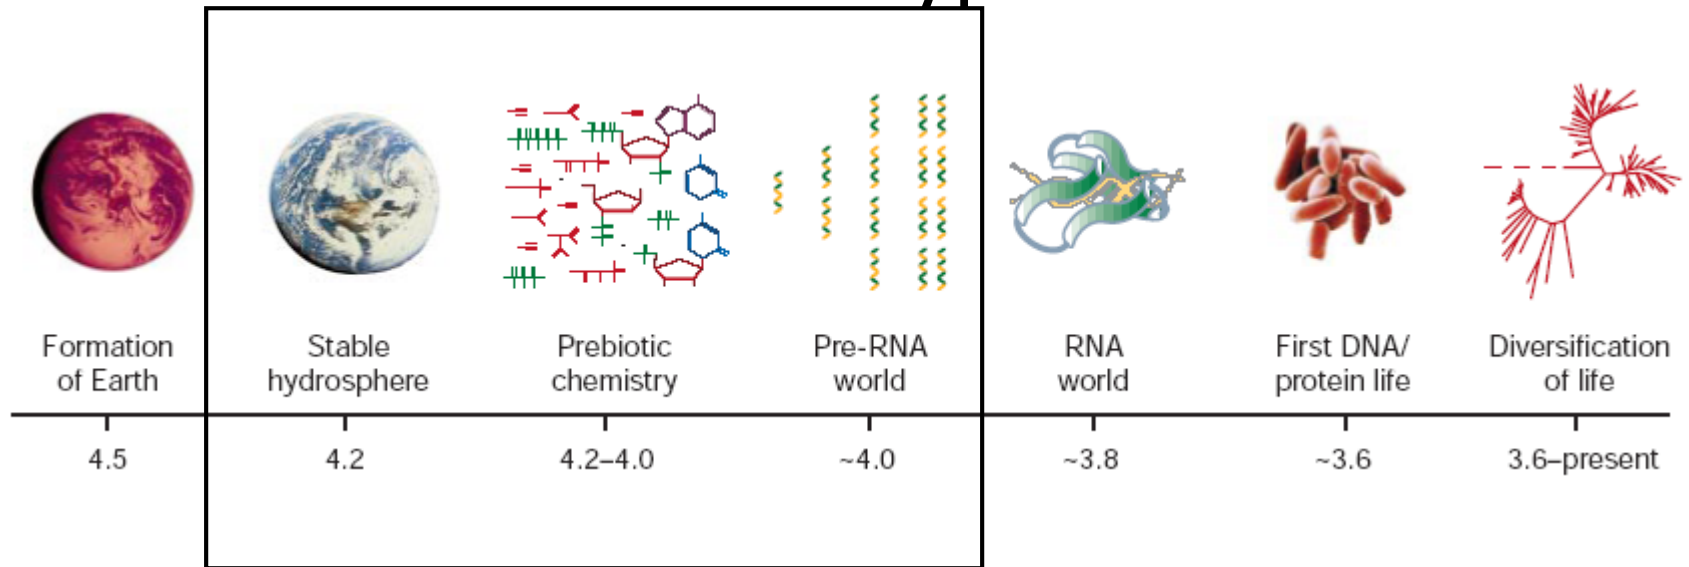 Formation
of Earth
Stable
hydrosphere
Prebiotic
chemistry
Pre-RNA
world
RNA
world
First DNA/
protein life
Diversification
of life
4.5
4.2
4.2–4.0
~4.0
~3.8
~3.6
3.6–present